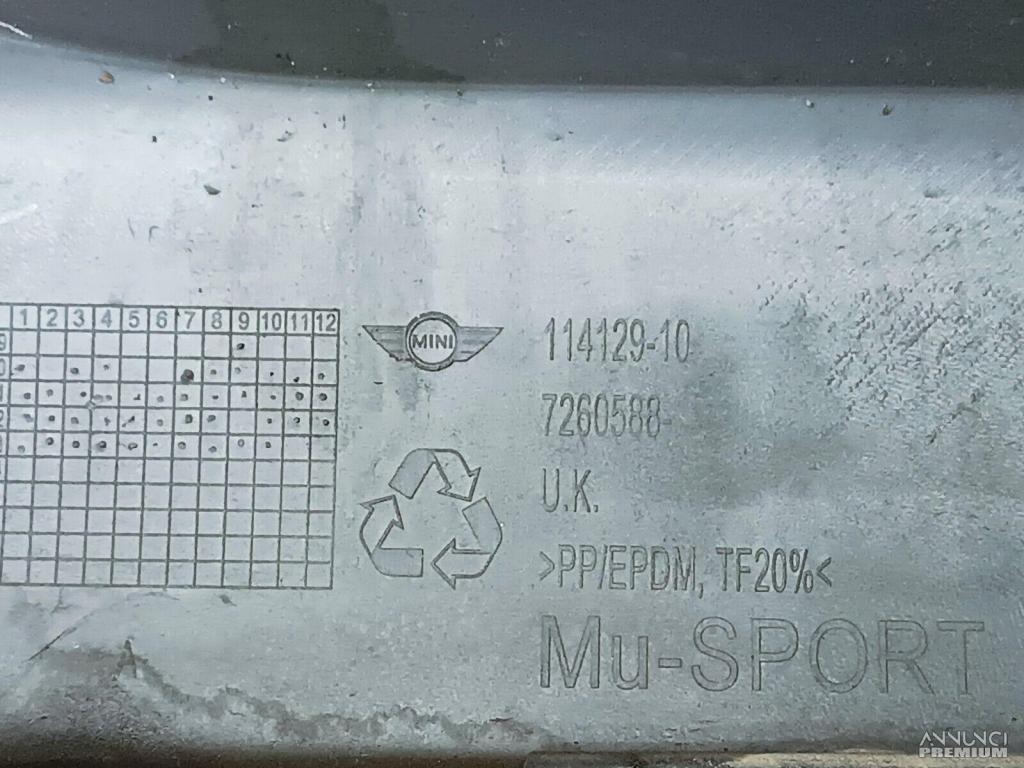 1 2 3 4 5 6 7 8 9 10 11 12
9
MINI
114129-10
7260588-
U.K.
>PP/EPDM, TF20%<
Mu-SPORT
ANNUNCI
PREMIUM